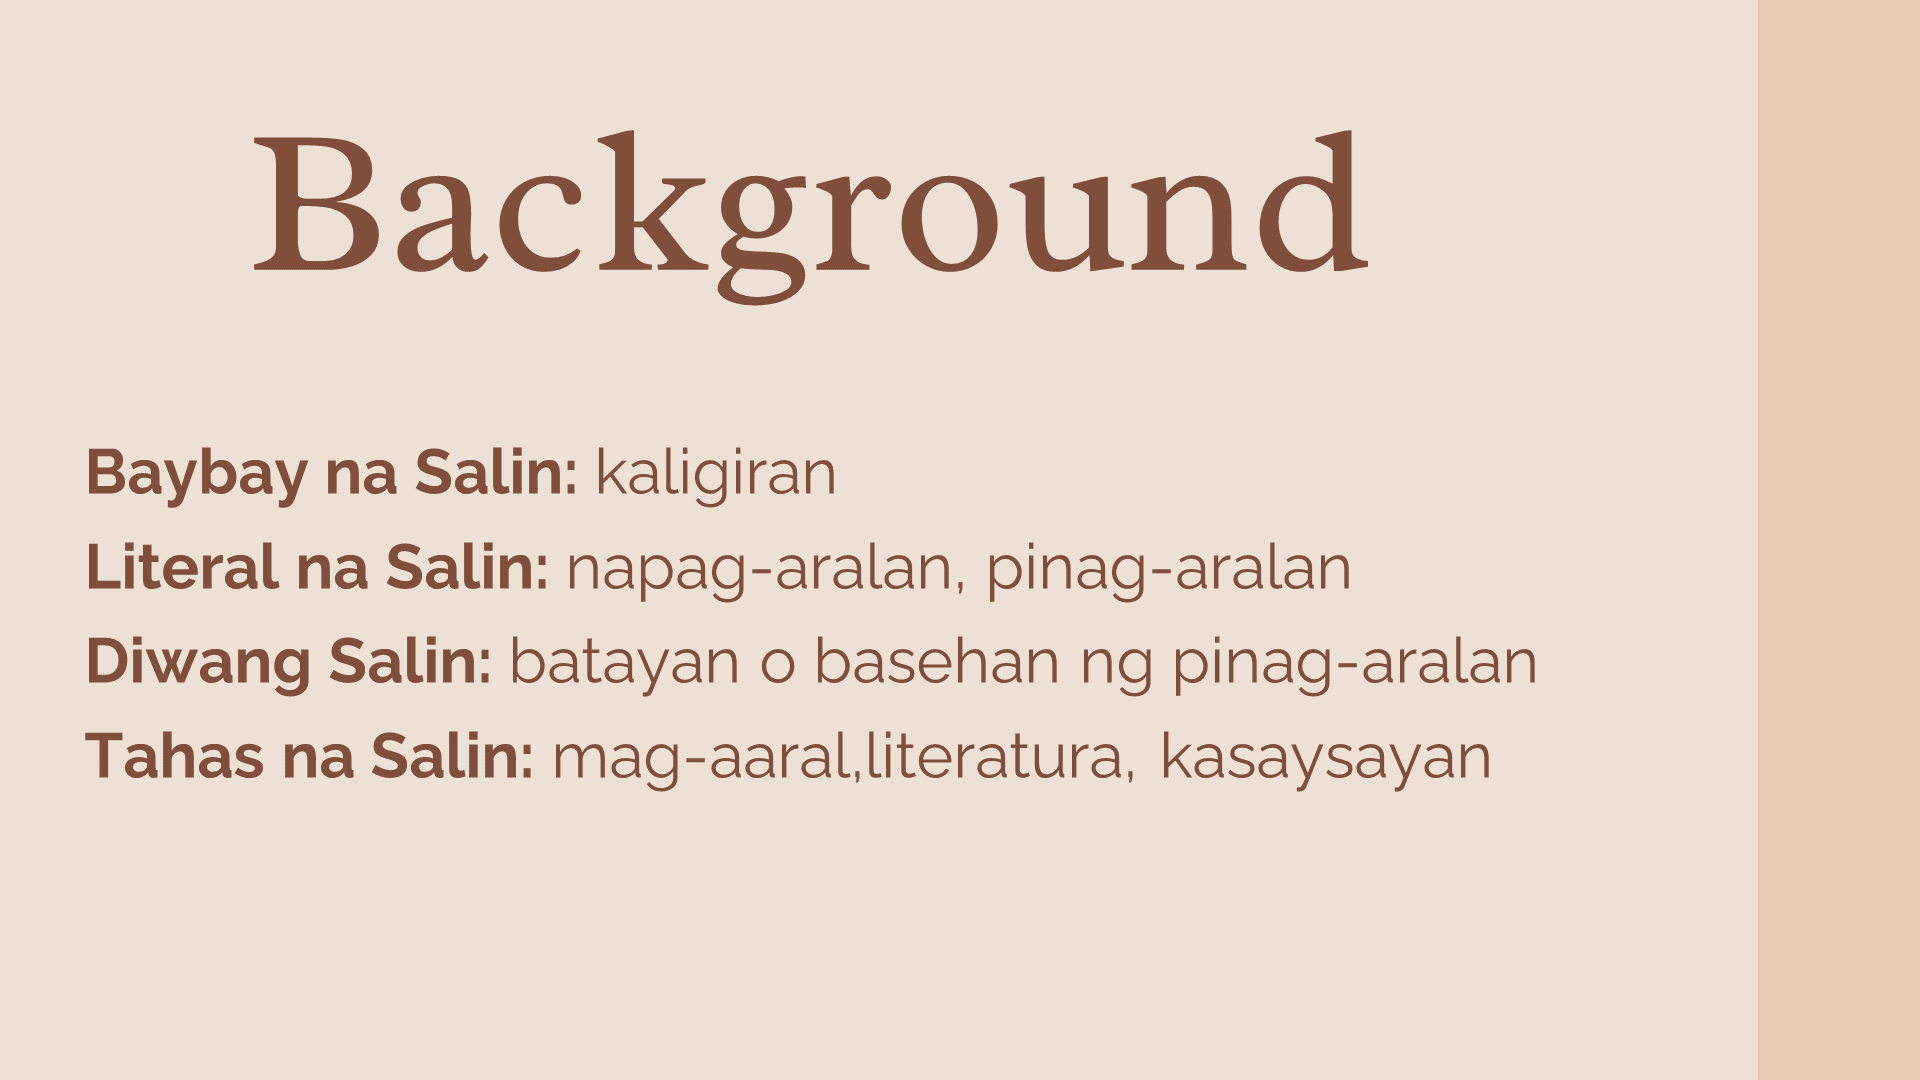 Background
Baybay na Salin: kaligiran
Literal na Salin: napag-aralan, pinag-aralan
Diwang Salin: batayan o basehan ng pinag-aralan
Tahas na Salin: mag-aaral,literatura, kasaysayan